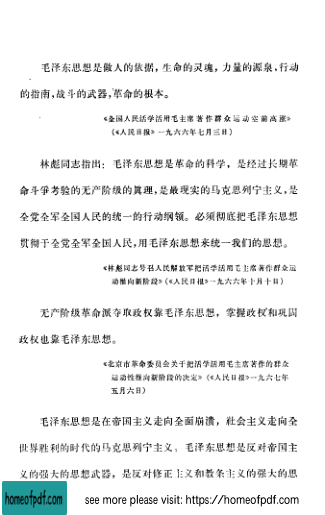 毛泽东思想是做人的依据，生命的灵魂，力量的源泉，行动
的指南，战斗的武器，革命的根本。
《全国人民活学活用毛主席著作群众运动空前高涨》
（《人民日报》一九六六年七月三日）
林彪同志指出：毛泽东思想是革命的科学，是经过长期革
命斗争考验的无产阶级的真理，是最现实的马克思列宁主义，是
全党全军全国人民的统一的行动纲领。必须彻底把毛泽东思想
贯彻于全党全军全国人民，用毛泽东思想来统一我们的思想。
《林彪同志号召人民解放军把活学活用毛主席著作群众运
动推向新阶段》（《人民日报》一九六六年十月十日）
无产阶级革命派夺取政权靠毛泽东思想，掌握政权和巩固
政权也靠毛泽东思想。
《北京市革命委员会关于把活学活用毛主席著作的群众
运动推向新阶段的决定》（《人民日报》一九六七年
五月六日）
毛泽东思想是在帝国主义走向全面崩溃，社会主义走向全
世界胜利的时代的马克思列宁主义。毛泽东思想是反对帝国主
义的强大的思想武器，是反对修正主义和教条主义的强大的思
homeofpdf.com
see more please visit: https://homeofpdf.com